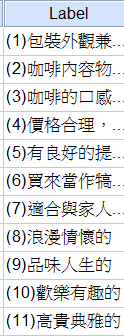 Label
(1)包裝外觀兼...
(2)咖啡內容物...
(3)咖啡的口感...
(4)價格合理，...
(5)有良好的提...
(6)買來當作犒...
(7)適合與家人...
(8)浪漫情懷的
(9)品味人生的
(10)歡樂有趣的
(11)高貴典雅的